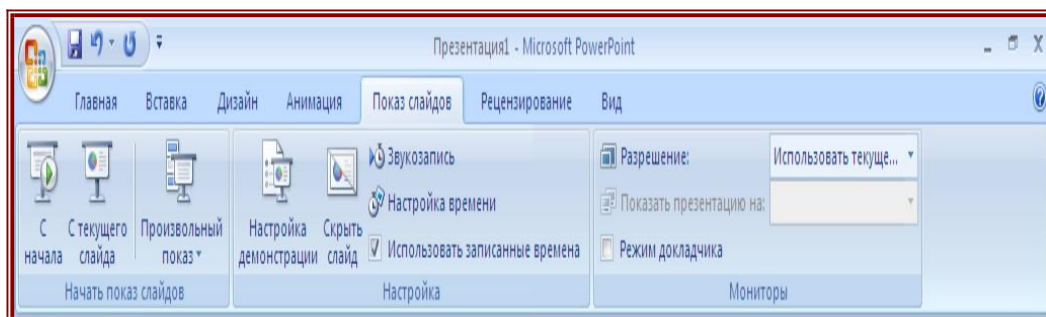 Презентация1 - Microsoft PowerPoint
Главная Вставка Дизайн Анимация Показ слайдов Рецензирование Вид
С начала
С текущего слайда
Произвольный показ
Начать показ слайдов
Настройка демонстрации
Скрыть слайд
Звукозапись
Настройка времени
Использовать записанные времена
Настройка
Разрешение: Использовать текуще...
Показать презентацию на:
Режим докладчика
Мониторы